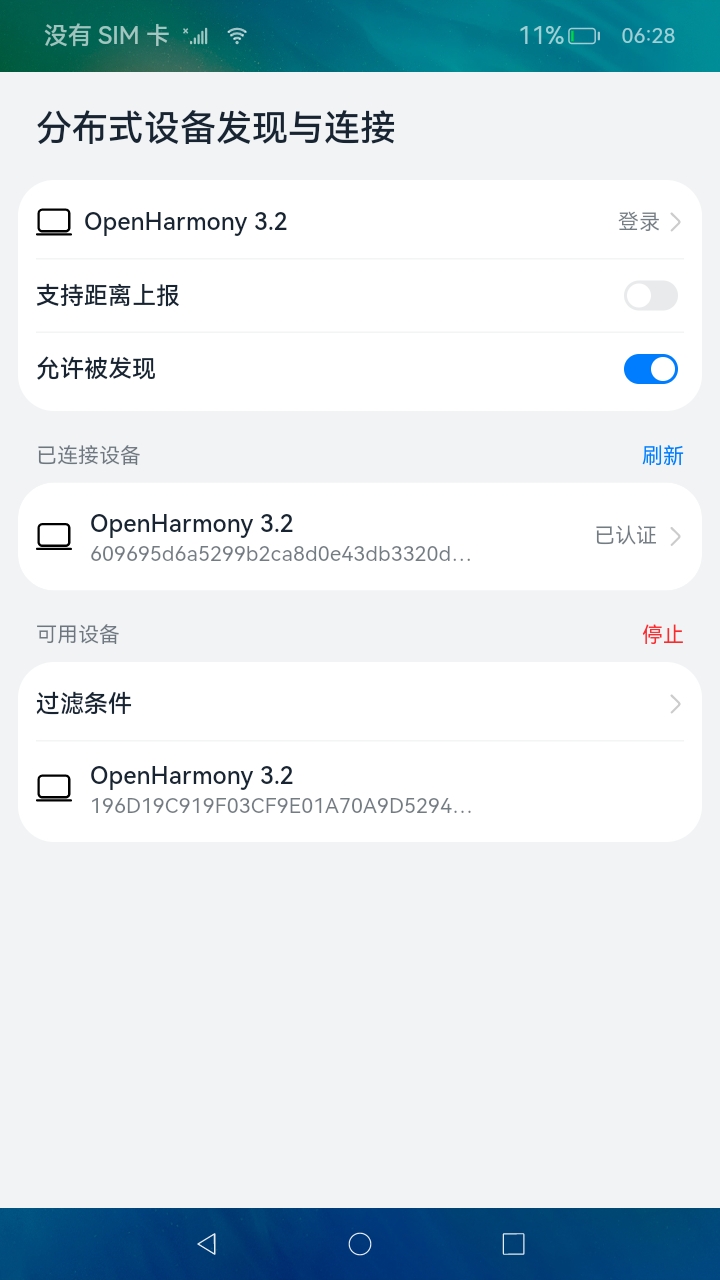 没有 SIM 卡 11% 06:28
分布式设备发现与连接
OpenHarmony 3.2 登录
支持距离上报
允许被发现
已连接设备 刷新
OpenHarmony 3.2
609695d6a5299b2ca8d0e43db3320d... 已认证
可用设备 停止
过滤条件
OpenHarmony 3.2
196D19C919F03CF9E01A70A9D5294...